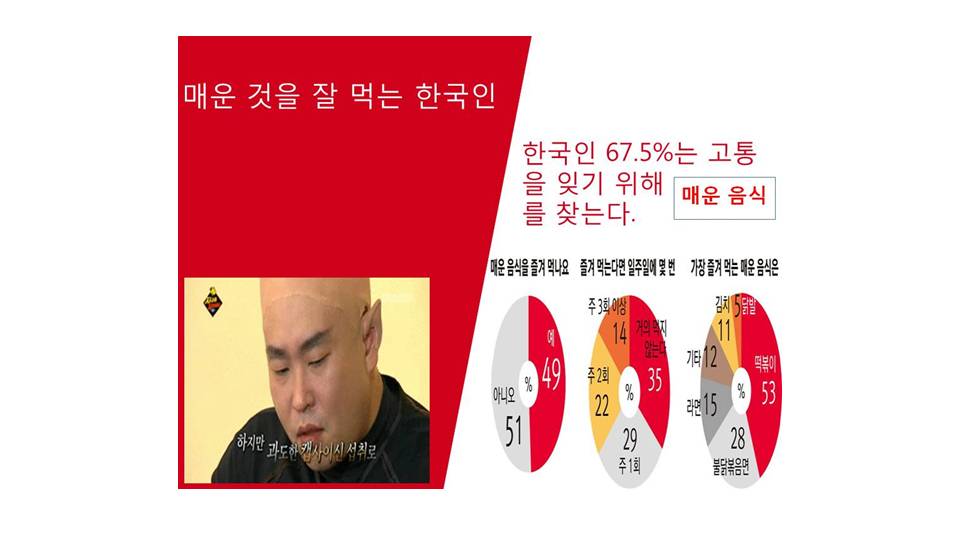 매운 것을 잘 먹는 한국인
한국인 67.5%는 고통
을 잊기 위해 매운 음식
를 찾는다.
매운 음식을 즐겨 먹나요
예
49
%
아니오
51
즐겨 먹는다면 일주일에 몇 번
주 3회 이상
14
거의 먹지
않는다
35
주 2회
22
%
29
주 1회
가장 즐겨 먹는 매운 음식은
김치
11
5 닭발
기타 12
떡볶이
53
%
라면 15
28
불닭볶음면
하지만 과도한 캡사이신 섭취로